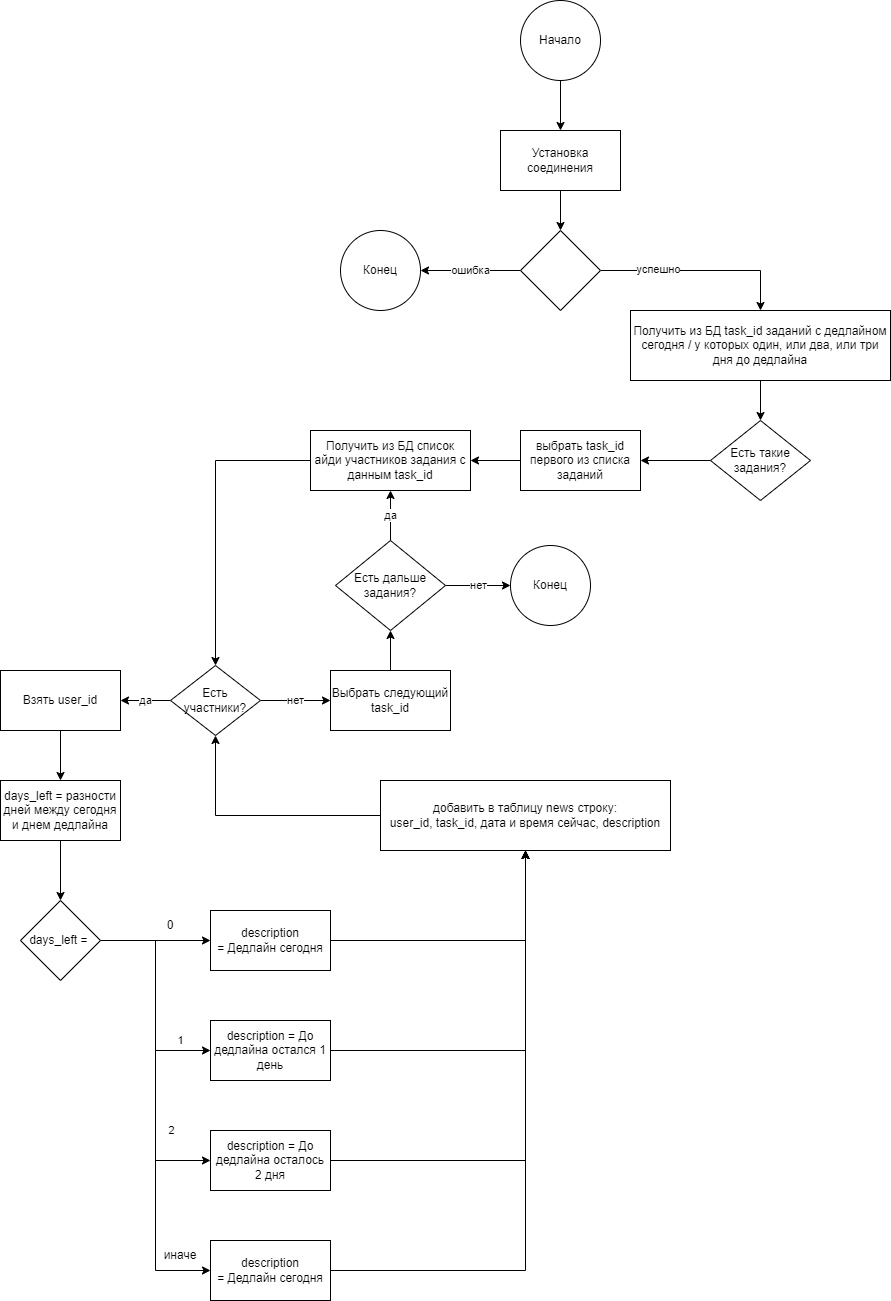 Начало
Установка
соединения
Конец
ошибка
успешно
Получить из БД task_id заданий с дедлайном
сегодня / у которых один, или два, или три
дня до дедлайна
Есть такие
задания?
выбрать task_id
первого из списка
заданий
Получить из БД список
айди участников задания с
данным task_id
да
Есть дальше
задания?
нет
Конец
Выбрать следующий
task_id
нет
Есть
участники?
да
Взять user_id
days_left = разности
дней между сегодня
и днем дедлайна
добавить в таблицу news строку:
user_id, task_id, дата и время сейчас, description
days_left =
0
description
= Дедлайн сегодня
1
description = До
дедлайна остался 1
день
2
description = До
дедлайна осталось
2 дня
иначе
description
= Дедлайн сегодня